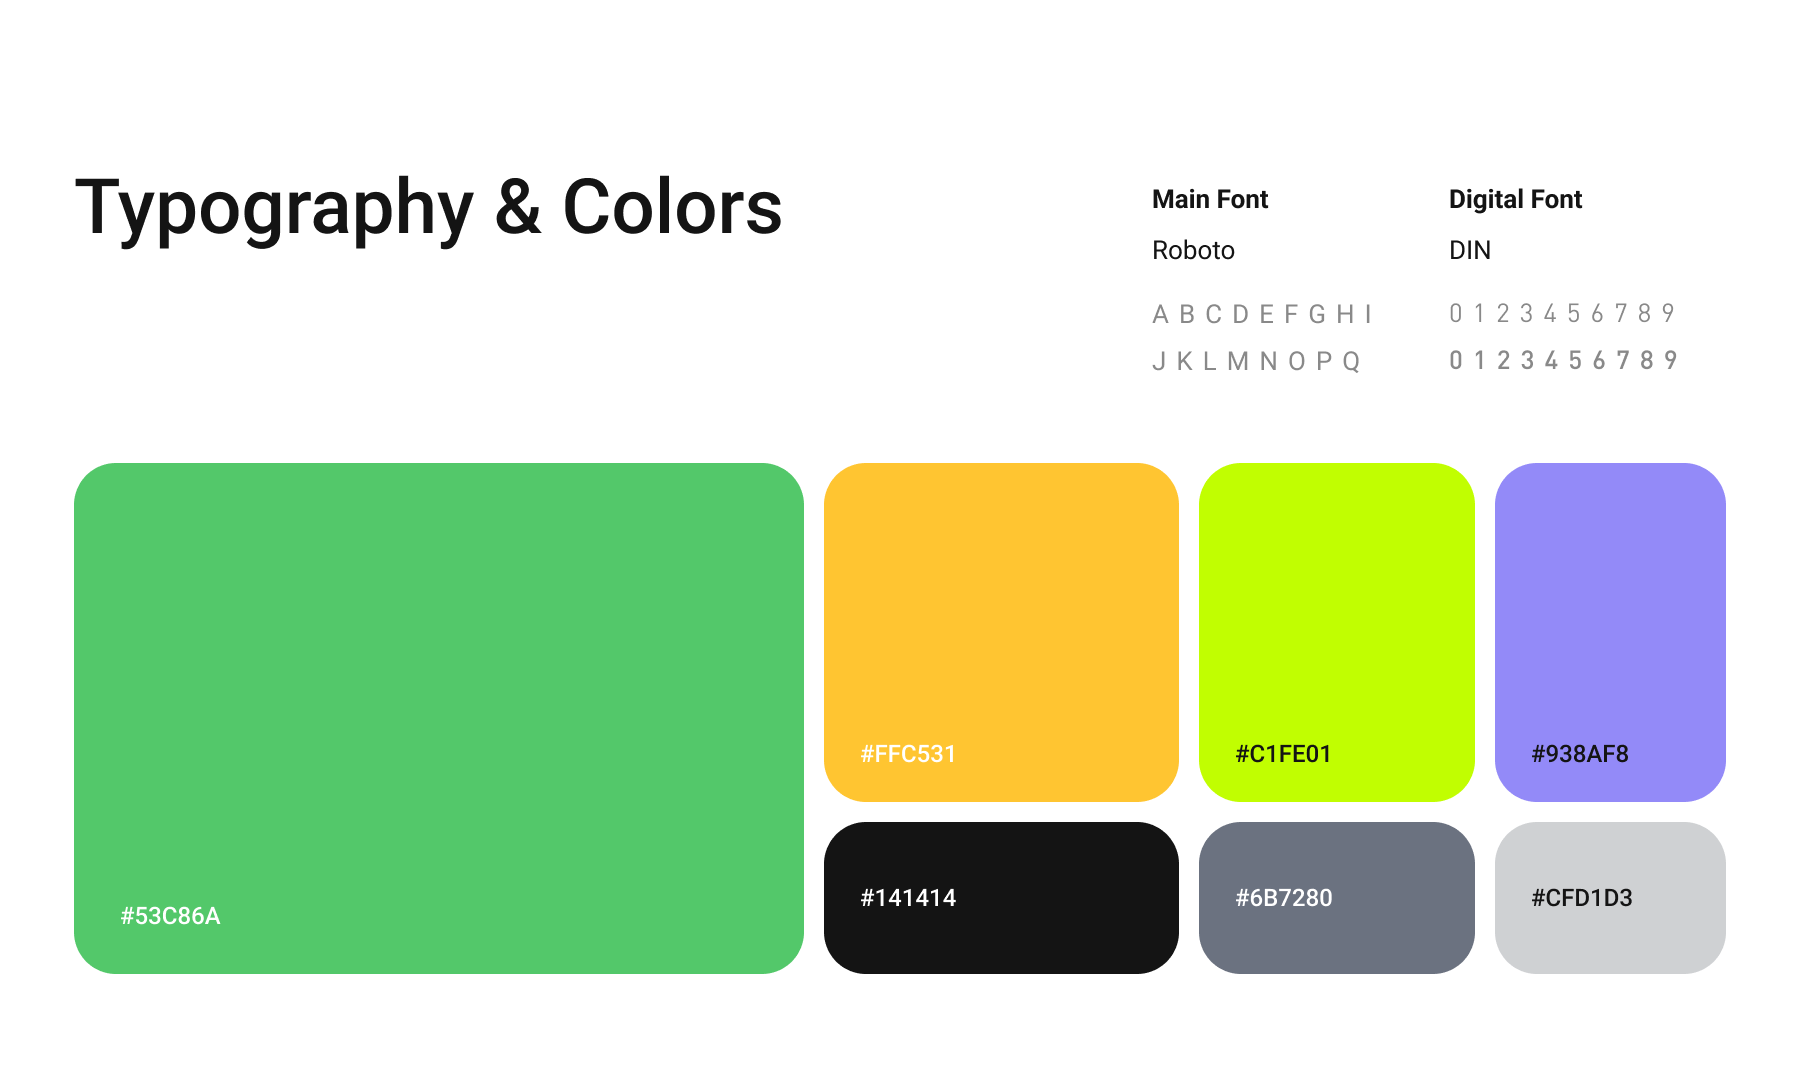 Typography & Colors
Main Font
Roboto
A B C D E F G H I
J K L M N O P Q
Digital Font
DIN
0 1 2 3 4 5 6 7 8 9
0 1 2 3 4 5 6 7 8 9
#53C86A
#FFC531
#C1FE01
#938AF8
#141414
#6B7280
#CFD1D3